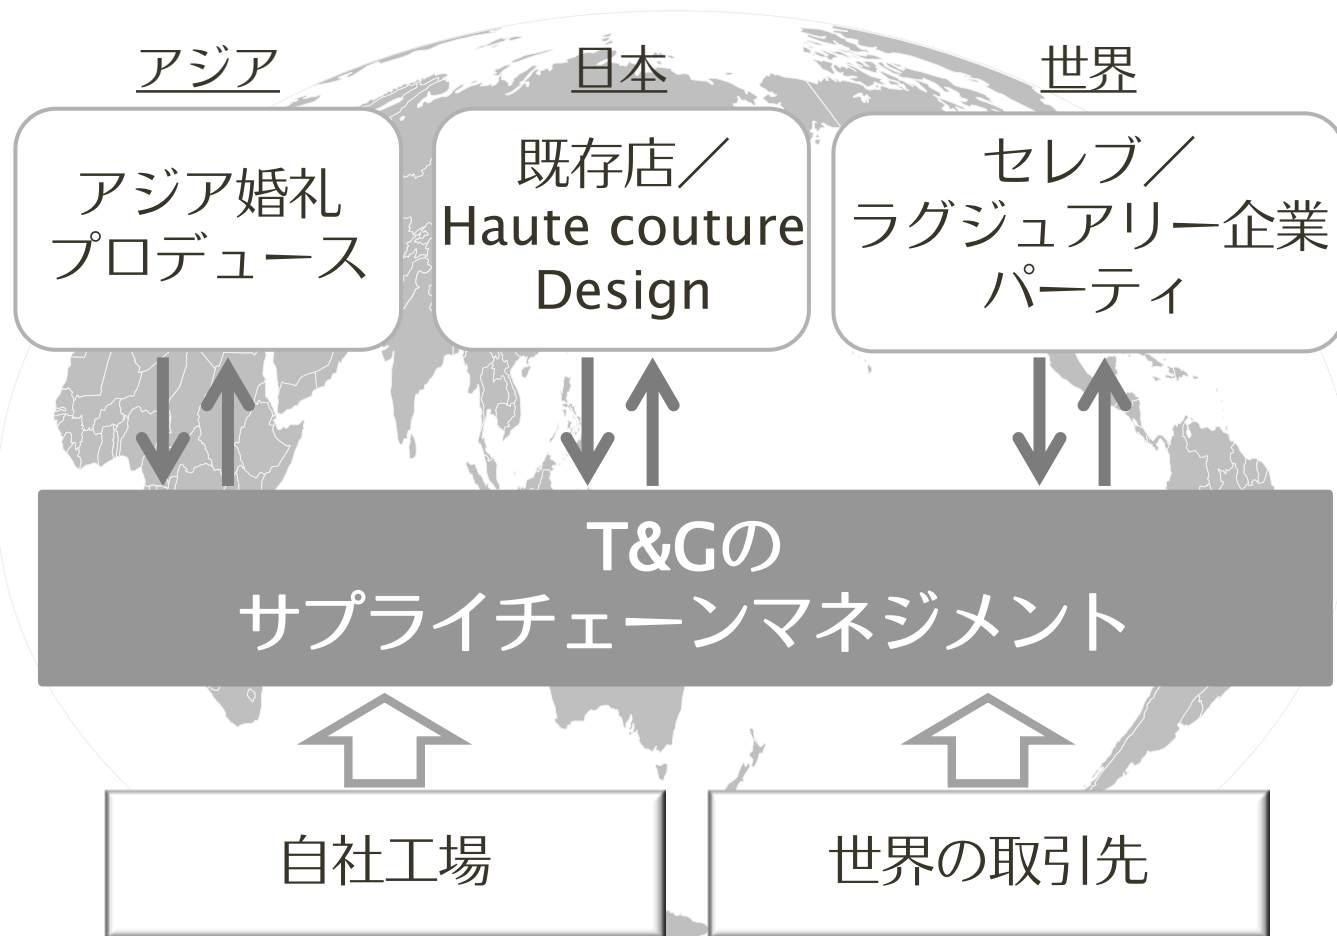 アジア
日本
世界
アジア婚礼
プロデュース
既存店／
Haute couture
Design
セレブ／
ラグジュアリー企業
パーティ
T&Gの
サプライチェーンマネジメント
自社工場
世界の取引先